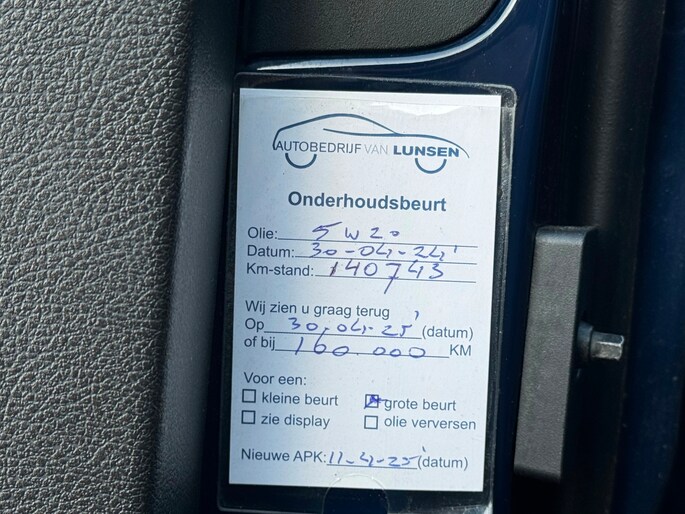 AUTOBEDRIJF VAN LUNSEN
Onderhoudsbeurt
Olie: 5W20
Datum: 30-04-24
Km-stand: 140743
Wij zien u graag terug
Op 30-04-25 (datum)
of bij 160.000 KM
Voor een:
kleine beurt grote beurt
zie display olie verversen
Nieuwe APK: 11-4-25 (datum)